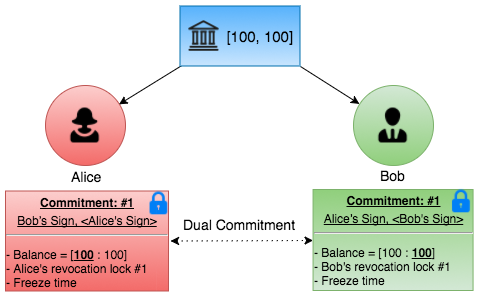 [100, 100]
Alice
Bob
Commitment: #1
Bob's Sign, <Alice's Sign>
- Balance = [100 : 100]
- Alice's revocation lock #1
- Freeze time
Dual Commitment
Commitment: #1
Alice's Sign, <Bob's Sign>
- Balance = [100 : 100]
- Bob's revocation lock #1
- Freeze time